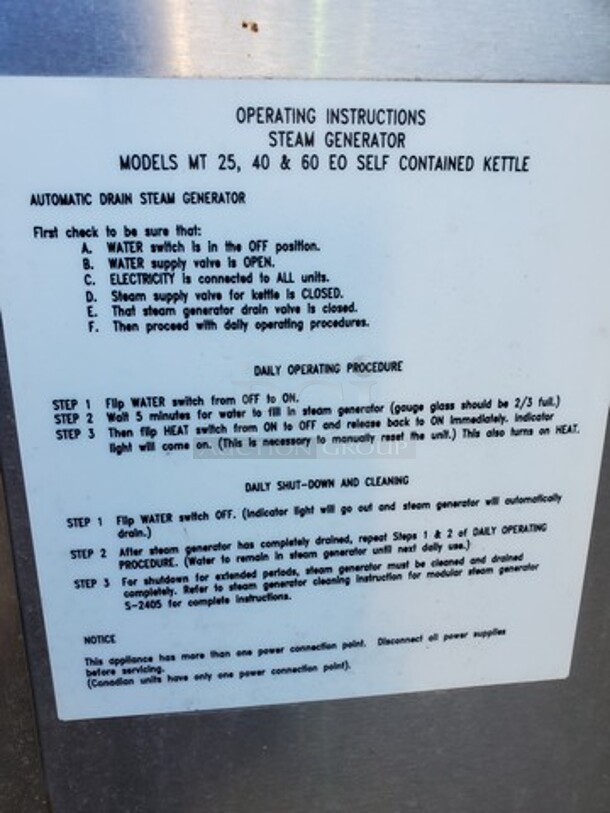 OPERATING INSTRUCTIONS
STEAM GENERATOR
MODELS MT 25, 40 & 60 EO SELF CONTAINED KETTLE
AUTOMATIC DRAIN STEAM GENERATOR
First check to be sure that:
A. WATER switch is in the OFF position.
B. WATER supply valve is OPEN.
C. ELECTRICITY is connected to ALL units.
D. Steam supply valve for kettle is CLOSED.
E. That steam generator drain valve is closed.
F. Then proceed with daily operating procedures.
DAILY OPERATING PROCEDURE
STEP 1 Flip WATER switch from OFF to ON.
STEP 2 Wait 5 minutes for water to fill in steam generator (gauge glass should be 2/3 full.)
STEP 3 Then flip HEAT switch from ON to OFF and release back to ON immediately. Indicator
light will come on. (This is necessary to manually reset the unit.) This also turns on HEAT.
AUCTION GROUP
DAILY SHUT-DOWN AND CLEANING
STEP 1 Flip WATER switch OFF. (Indicator light will go out and steam generator will automatically
drain.)
STEP 2 After steam generator has completely drained, repeat Steps 1 & 2 of DAILY OPERATING
PROCEDURE. (Water to remain in steam generator until next daily use.)
STEP 3 For shutdown for extended periods, steam generator must be cleaned and drained
completely. Refer to steam generator cleaning instruction for modular steam generator
S-2405 for complete instructions.
NOTICE
This appliance has more than one power connection point. Disconnect all power supplies
before servicing.
(Canadian units have only one power connection point).